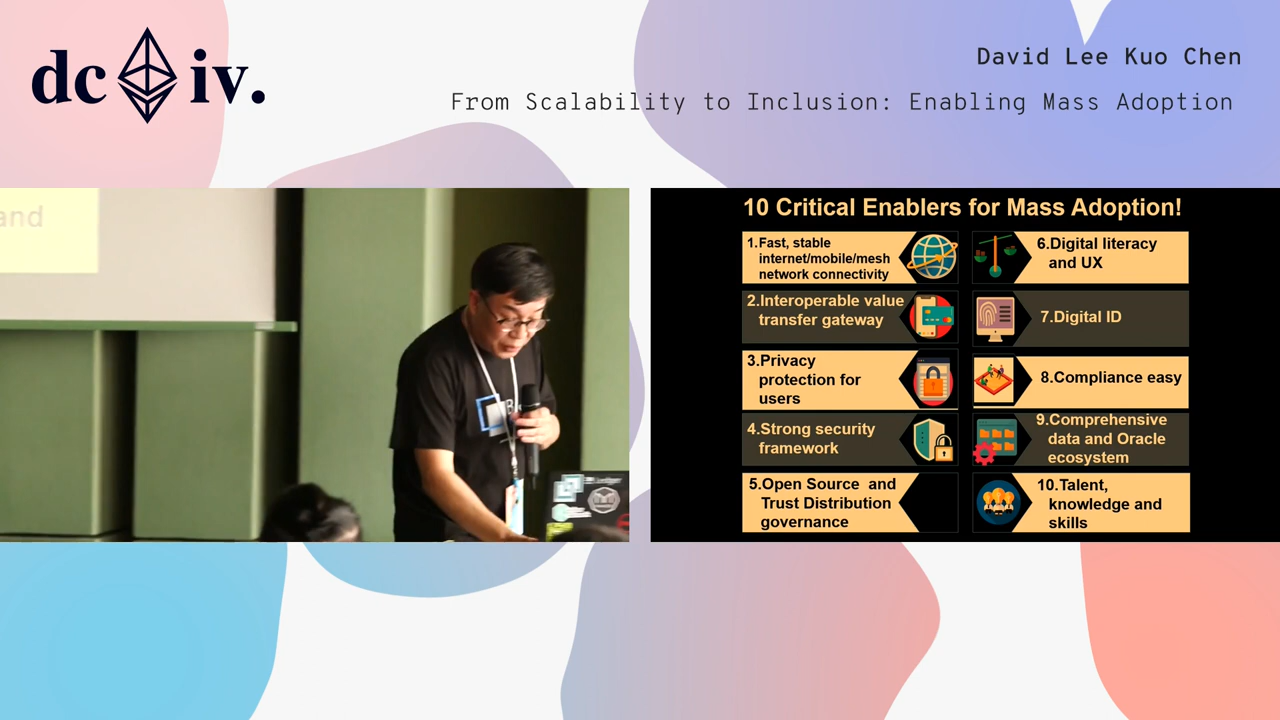 dc iv.
David Lee Kuo Chen
From Scalability to Inclusion: Enabling Mass Adoption
and
10 Critical Enablers for Mass Adoption!
1.Fast, stable
internet/mobile/mesh
network connectivity
2.Interoperable value
transfer gateway
3.Privacy
protection for
users
4.Strong security
framework
5.Open Source and
Trust Distribution
governance
6.Digital literacy
and UX
7.Digital ID
8.Compliance easy
9.Comprehensive
data and Oracle
ecosystem
10.Talent,
knowledge and
skills